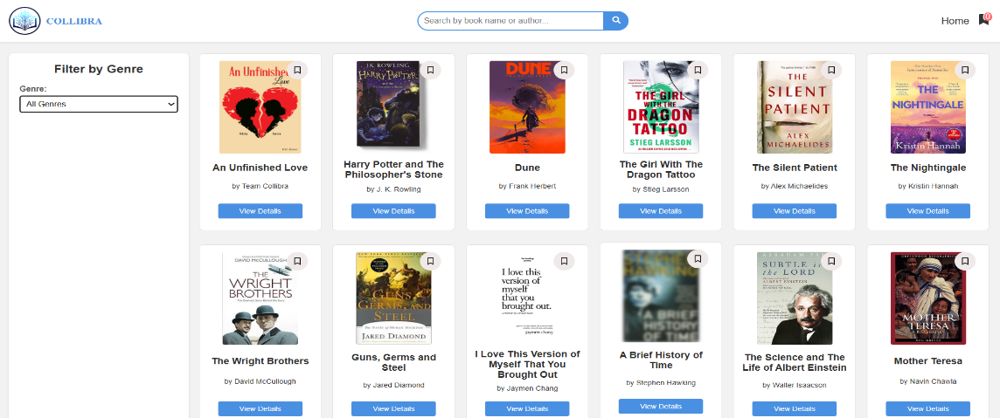 COLLIBRA
Search by book name or author...
Home
0
Filter by Genre
Genre:
All Genres
An Unfinished
Love
An Unfinished Love
by Team Collibra
View Details
J.K. ROWLING
HARRY POTTER
Harry Potter and The
Philosopher's Stone
by J. K. Rowling
View Details
DUNE
Dune
by Frank Herbert
View Details
THE GIRL
WITH THE
DRAGON
TATTOO
STIEG LARSSON
The Girl With The
Dragon Tattoo
by Stieg Larsson
View Details
THE
SILENT
PATIENT
ALEX
MICHAELIDES
The Silent Patient
by Alex Michaelides
View Details
THE
NIGHTINGALE
Kristin Hannah
The Nightingale
by Kristin Hannah
View Details
DAVID McCULLOUGH
THE
WRIGHT
BROTHERS
The Wright Brothers
by David McCullough
View Details
GUNS,
GERMS, AND
STEEL
JARED DIAMOND
Guns, Germs and
Steel
by Jared Diamond
View Details
I love this
version of
myself
that you
brought out.
jaymen chang
I Love This Version of
Myself That You
Brought Out
by Jaymen Chang
View Details
A BRIEF
HISTORY
OF TIME
A Brief History of
Time
by Stephen Hawking
View Details
SUBTLE is
the LORD
ALBERT EINSTEIN
The Science and The
Life of Albert Einstein
by Walter Isaacson
View Details
MOTHER
TERESA
A BIOGRAPHY
Mother Teresa
by Navin Chawla
View Details